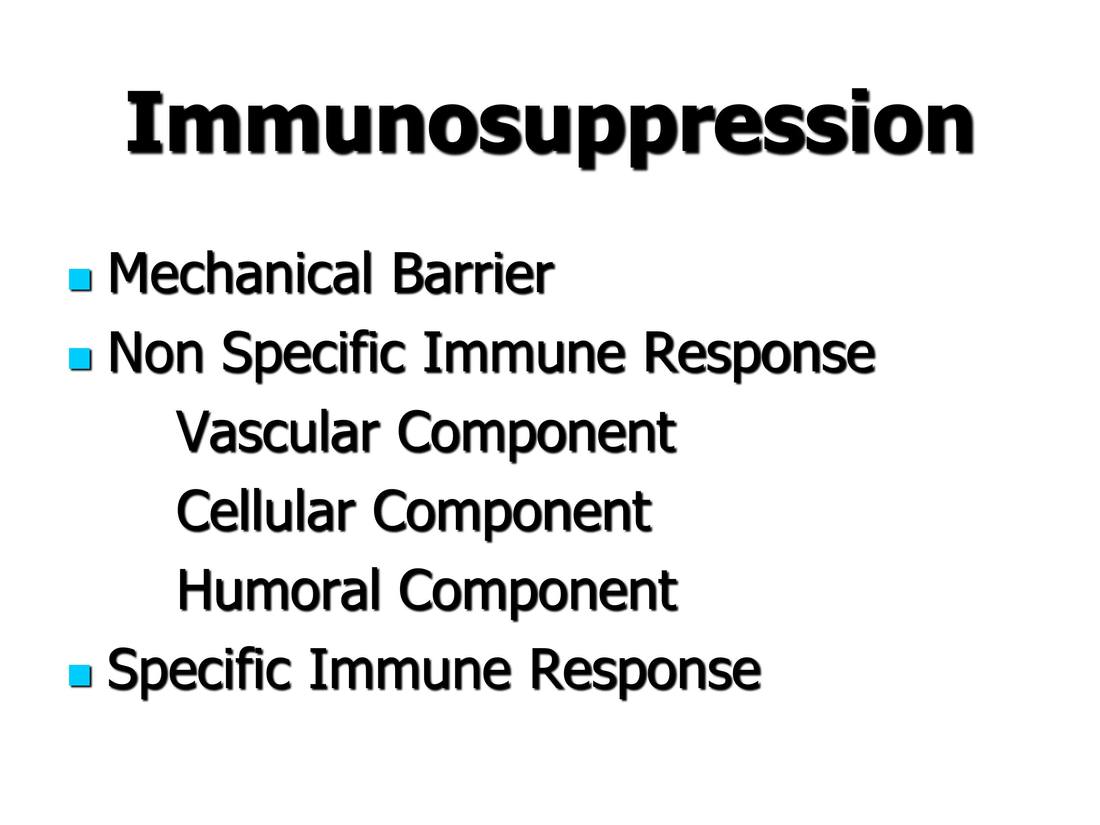 Immunosuppression
Mechanical Barrier
Non Specific Immune Response
Vascular Component
Cellular Component
Humoral Component
Specific Immune Response